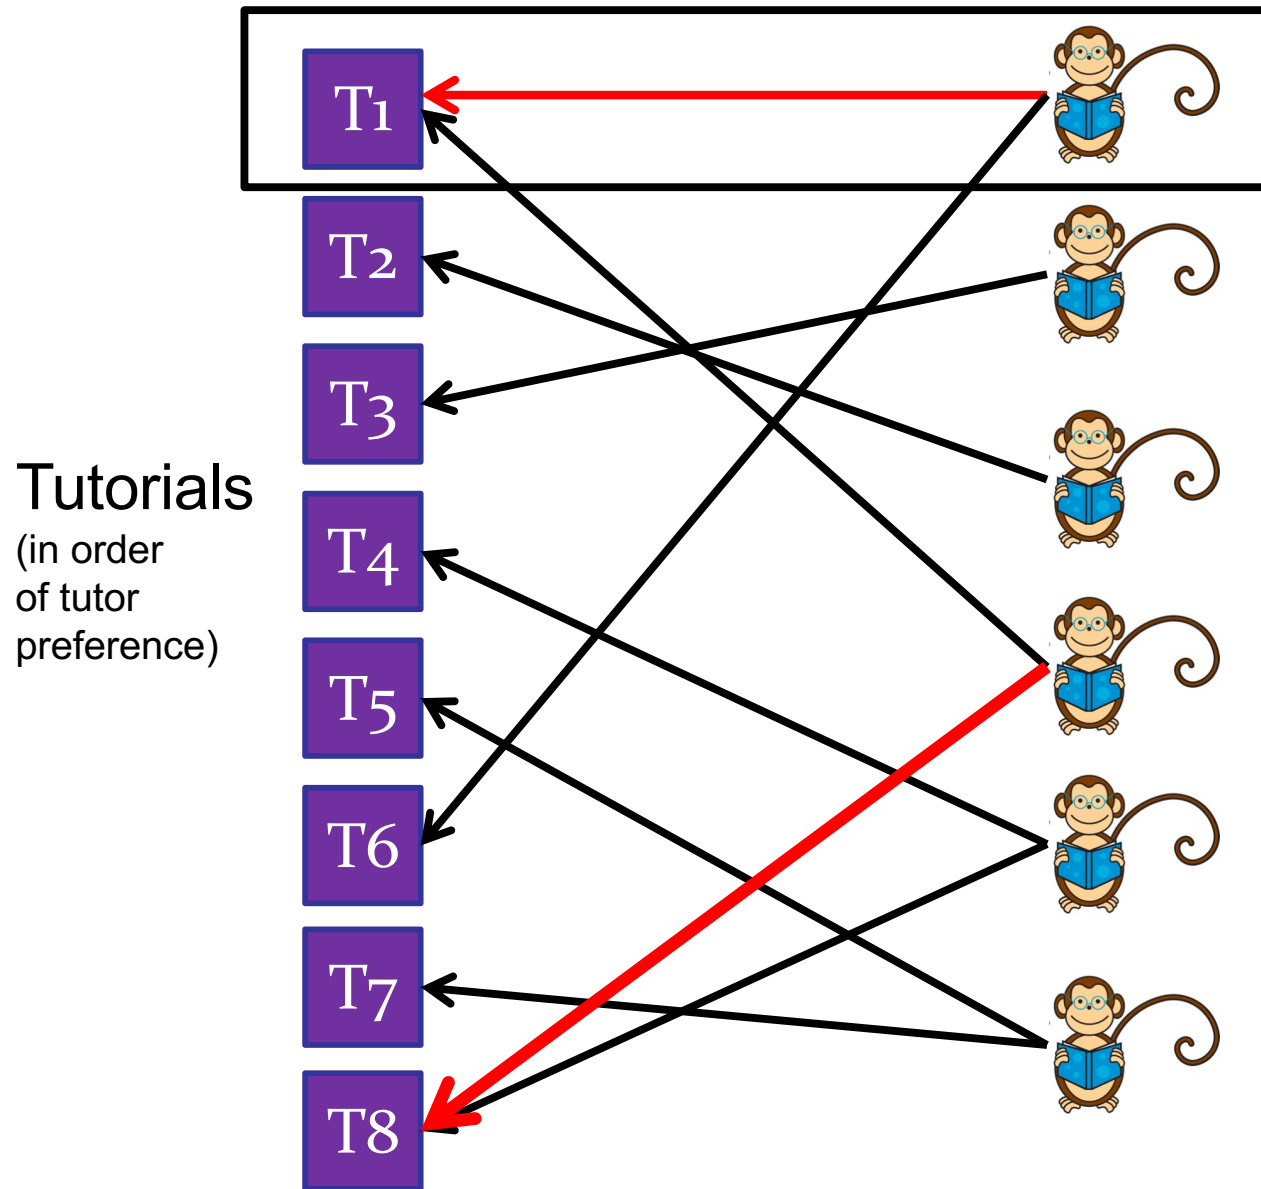 T1
T2
T3
Tutorials
(in order
of tutor
preference)
T4
T5
T6
T7
T8